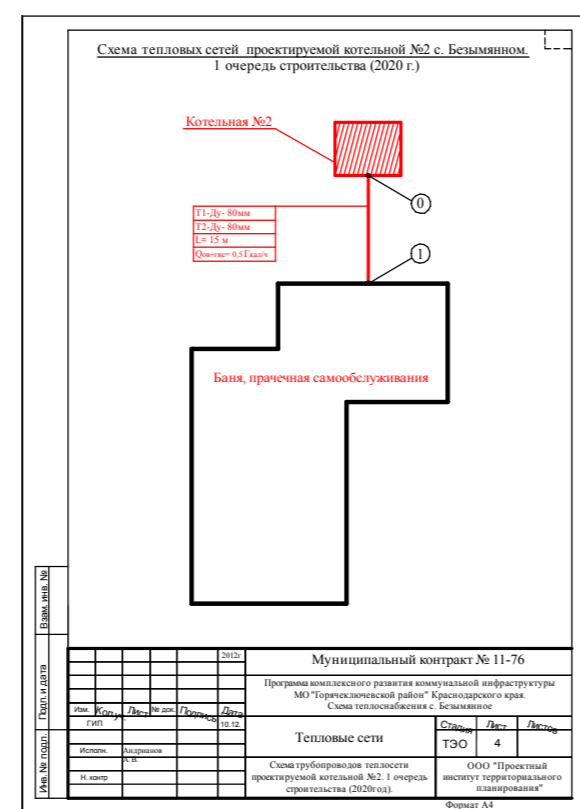 Схема тепловых сетей проектируемой котельной №2 с. Безымянном.
1 очередь строительства (2020 г.)
Котельная №2
0
Т1-Ду- 80мм
Т2-Ду- 80мм
L= 15 м
Qов+гвс= 0,5Гкал/ч
1
Баня, прачечная самообслуживания
Взам. инв. №
Подп. и дата
Инв. № подл.
2012г
Муниципальный контракт № 11-76
Программа комплексного развития коммунальной инфраструктуры
МО "Горячеключевской район" Краснодарского края.
Схема теплоснабжения с. Безымянное
Изм. Кол.уч Лист № док. Подпись Дата
ГИП 10.12.
Тепловые сети
Стадия Лист Листов
ТЭО 4
Исполн. Андрианов
А.В.
Н. контр
Схема трубопроводов теплосети
проектируемой котельной №2. 1 очередь
строительства (2020год).
ООО "Проектный
институт территориального
планирования"
Формат А4